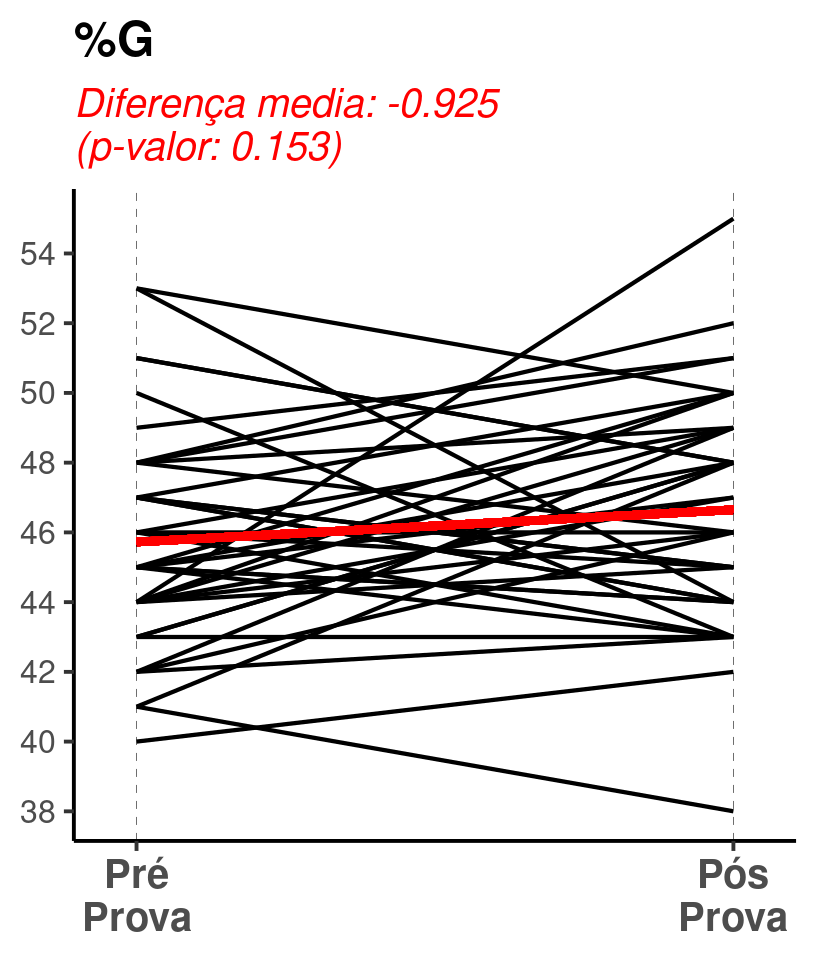 %G
Diferença media: -0.925
(p-valor: 0.153)
54
52
50
48
46
44
42
40
38
Pré
Prova
Pós
Prova